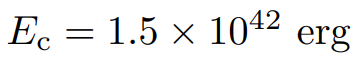 E_c = 1.5 × 10^42 erg